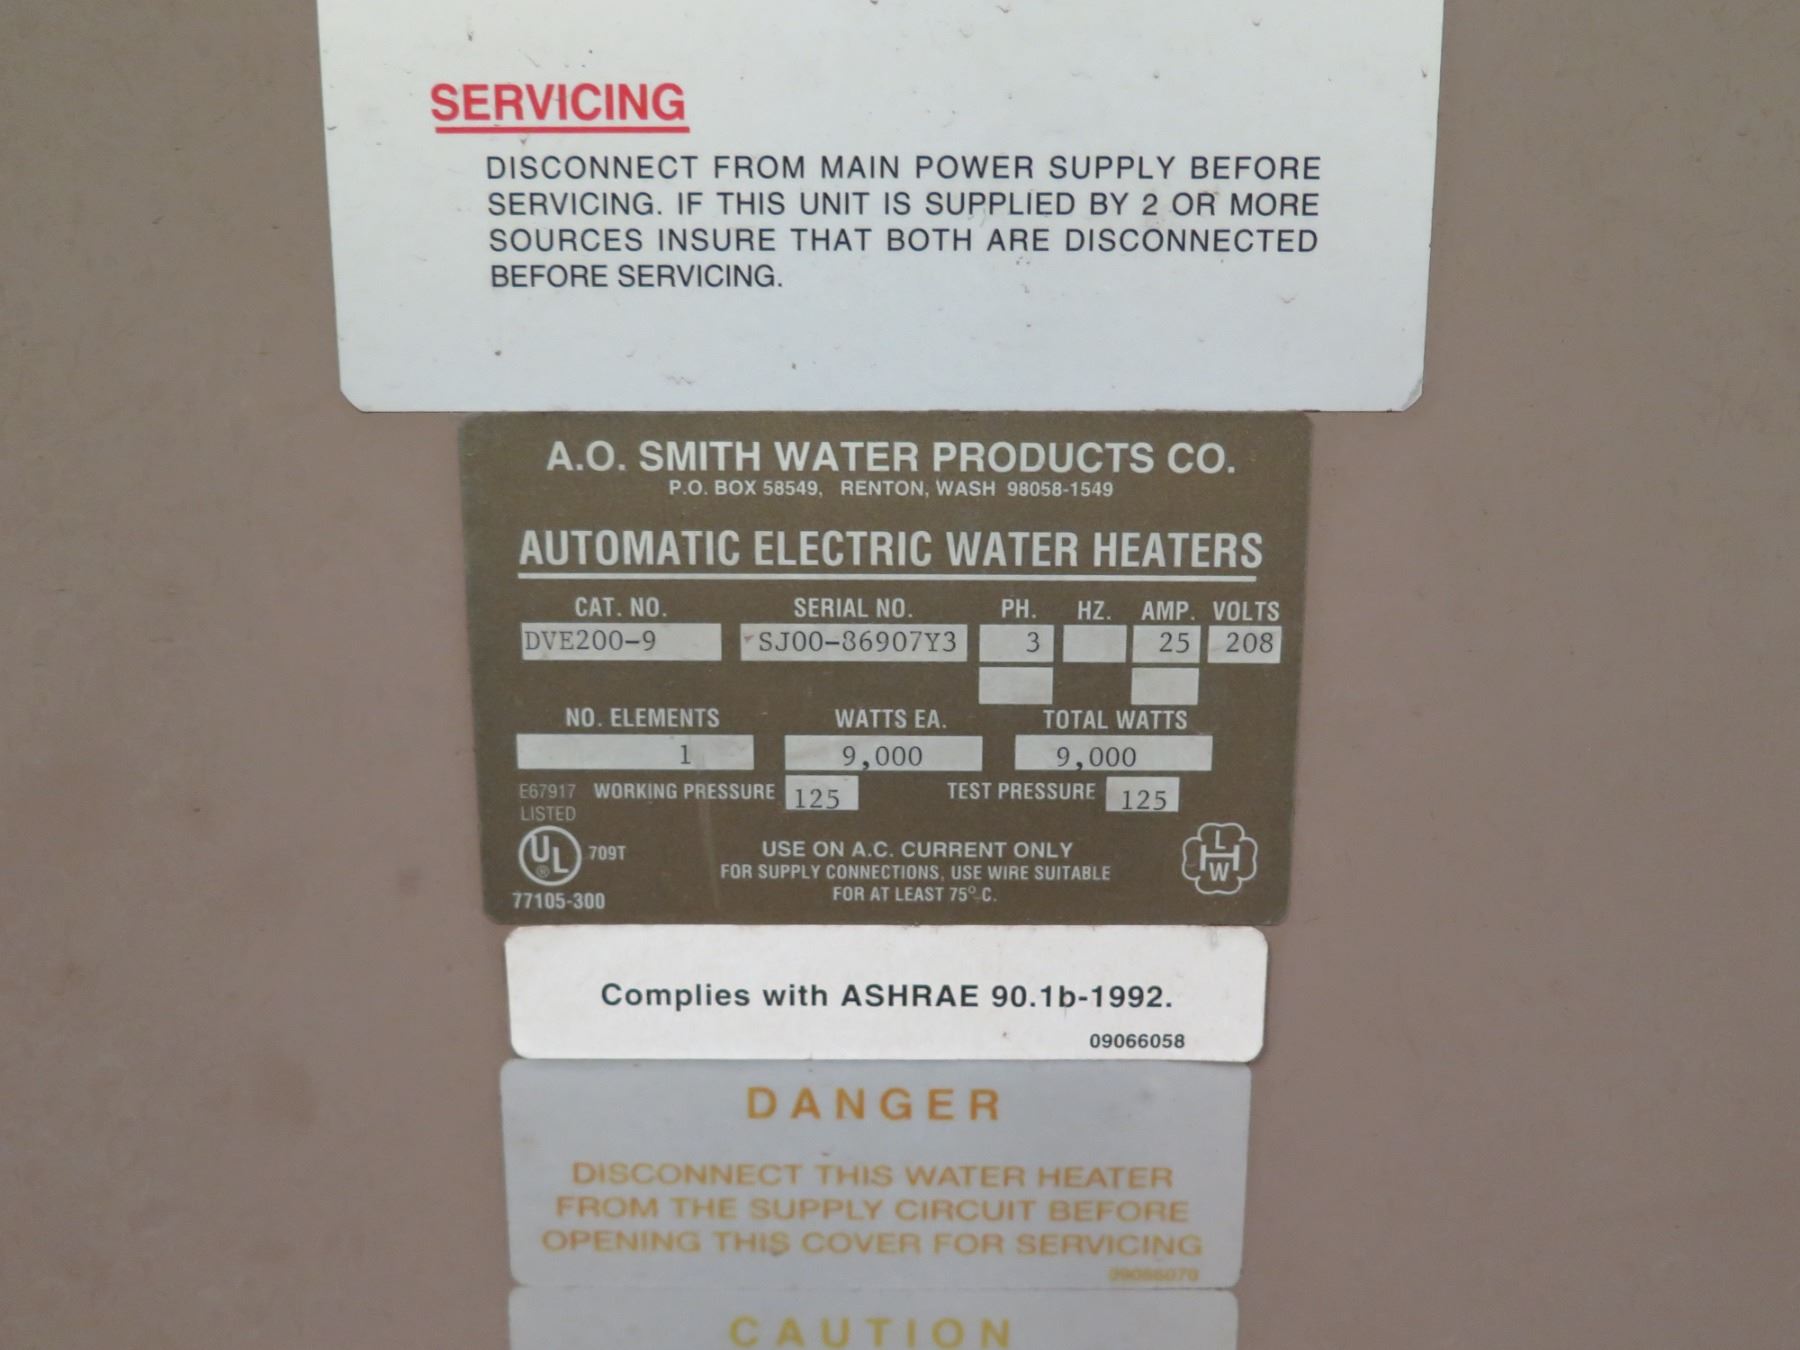 SERVICING
DISCONNECT FROM MAIN POWER SUPPLY BEFORE
SERVICING. IF THIS UNIT IS SUPPLIED BY 2 OR MORE
SOURCES INSURE THAT BOTH ARE DISCONNECTED
BEFORE SERVICING.
A.O. SMITH WATER PRODUCTS CO.
P.O. BOX 58549, RENTON, WASH 98058-1549
AUTOMATIC ELECTRIC WATER HEATERS
CAT. NO. SERIAL NO. PH. HZ. AMP. VOLTS
DVE200-9 SJ00-86907Y3 3 25 208
NO. ELEMENTS WATTS EA. TOTAL WATTS
1 9,000 9,000
E67917 WORKING PRESSURE 125 TEST PRESSURE 125
LISTED
UL ® 709T
USE ON A.C. CURRENT ONLY
FOR SUPPLY CONNECTIONS, USE WIRE SUITABLE
FOR AT LEAST 75° C.
L H W
77105-300
Complies with ASHRAE 90.1b-1992.
09066058
DANGER
DISCONNECT THIS WATER HEATER
FROM THE SUPPLY CIRCUIT BEFORE
OPENING THIS COVER FOR SERVICING
09066070
CAUTION